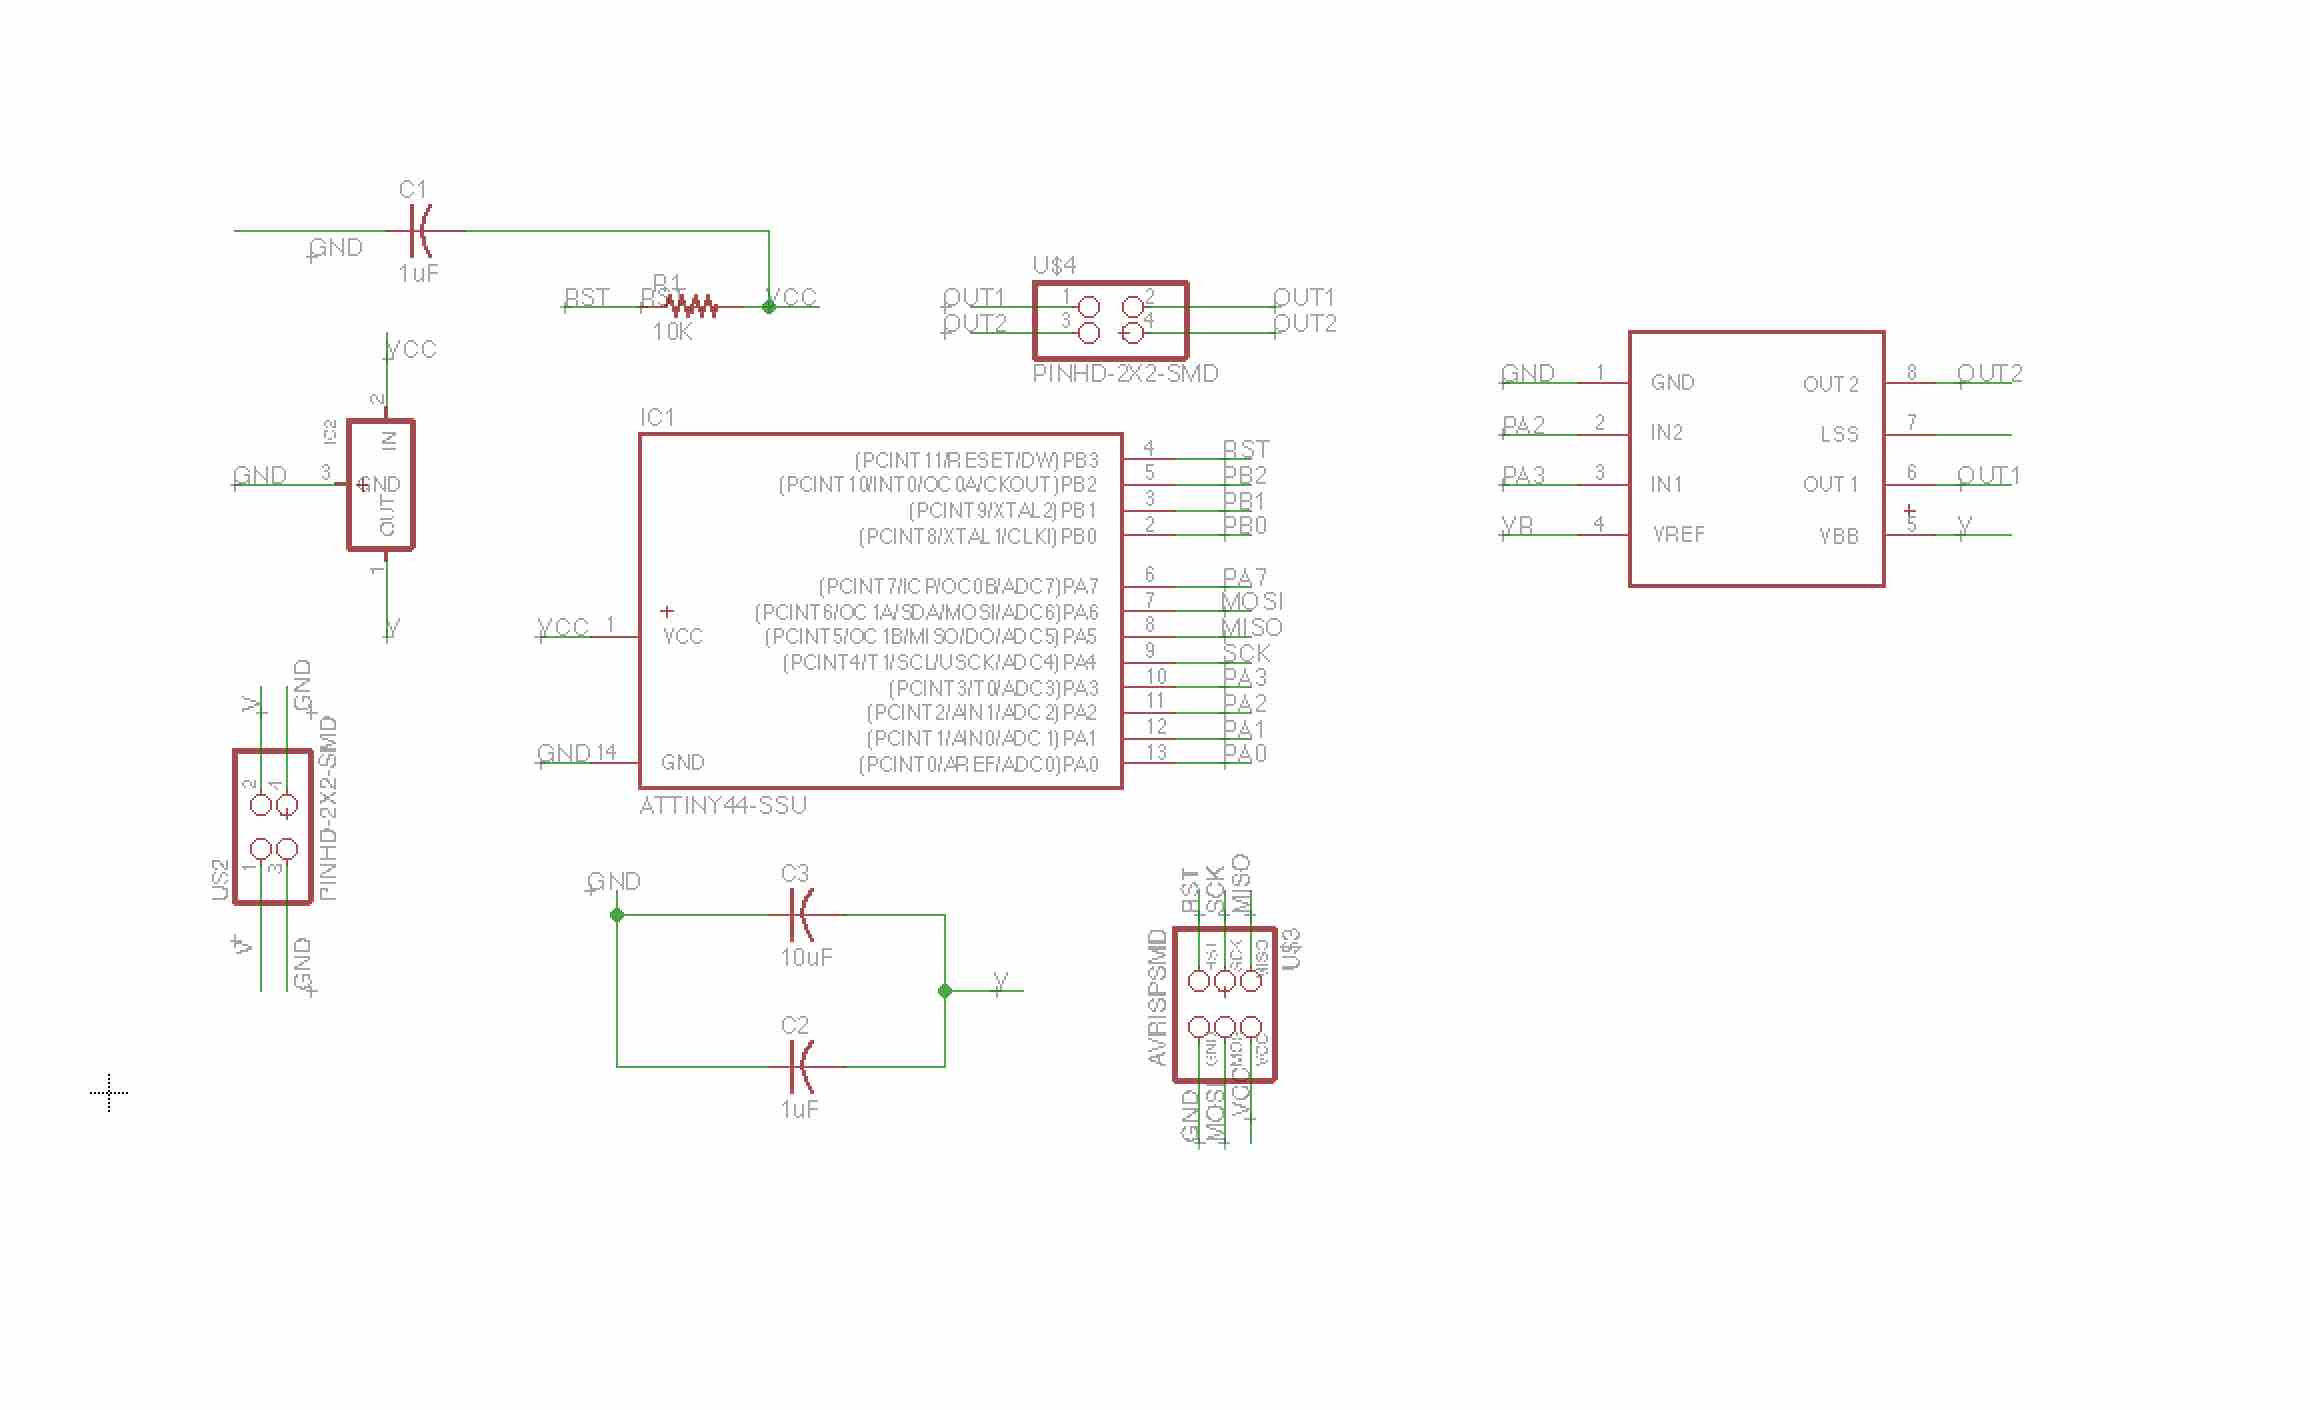 C1
GND
1uF
RST
RST
R1
VCC
10K
U$4
OUT1 1 2 OUT1
OUT2 3 4 OUT2
PINHD-2X2-SMD
VCC
2
IC2
IN
GND 3 GND
OUT
1
V
GND 1 GND OUT2 8 OUT2
PA2 2 IN2 LSS 7
PA3 3 IN1 OUT1 6 OUT1
VR 4 VREF VBB 5 V
IC1
(PCINT11/RESET/DW)PB3 4 RST
(PCINT10/INT0/OC0A/CKOUT)PB2 5 PB2
(PCINT9/XTAL2)PB1 3 PB1
(PCINT8/XTAL1/CLKI)PB0 2 PB0
(PCINT7/ICP/OC0B/ADC7)PA7 6 PA7
(PCINT6/OC1A/SDA/MOSI/ADC6)PA6 7 MOSI
VCC 1 VCC (PCINT5/OC1B/MISO/DO/ADC5)PA5 8 MISO
(PCINT4/T1/SCL/USCK/ADC4)PA4 9 SCK
(PCINT3/T0/ADC3)PA3 10 PA3
(PCINT2/AIN1/ADC2)PA2 11 PA2
(PCINT1/AIN0/ADC1)PA1 12 PA1
GND 14 GND (PCINT0/AREF/ADC0)PA0 13 PA0
ATTINY44-SSU
V
GND
2 4
1 3
U$2
PINHD-2X2-SMD
V
GND
GND
C3
10uF
V
C2
1uF
RST
SCK
MISO
AVRISPSMD
U$3
SCK
MISO
VCC
GND
MOSI
VCC